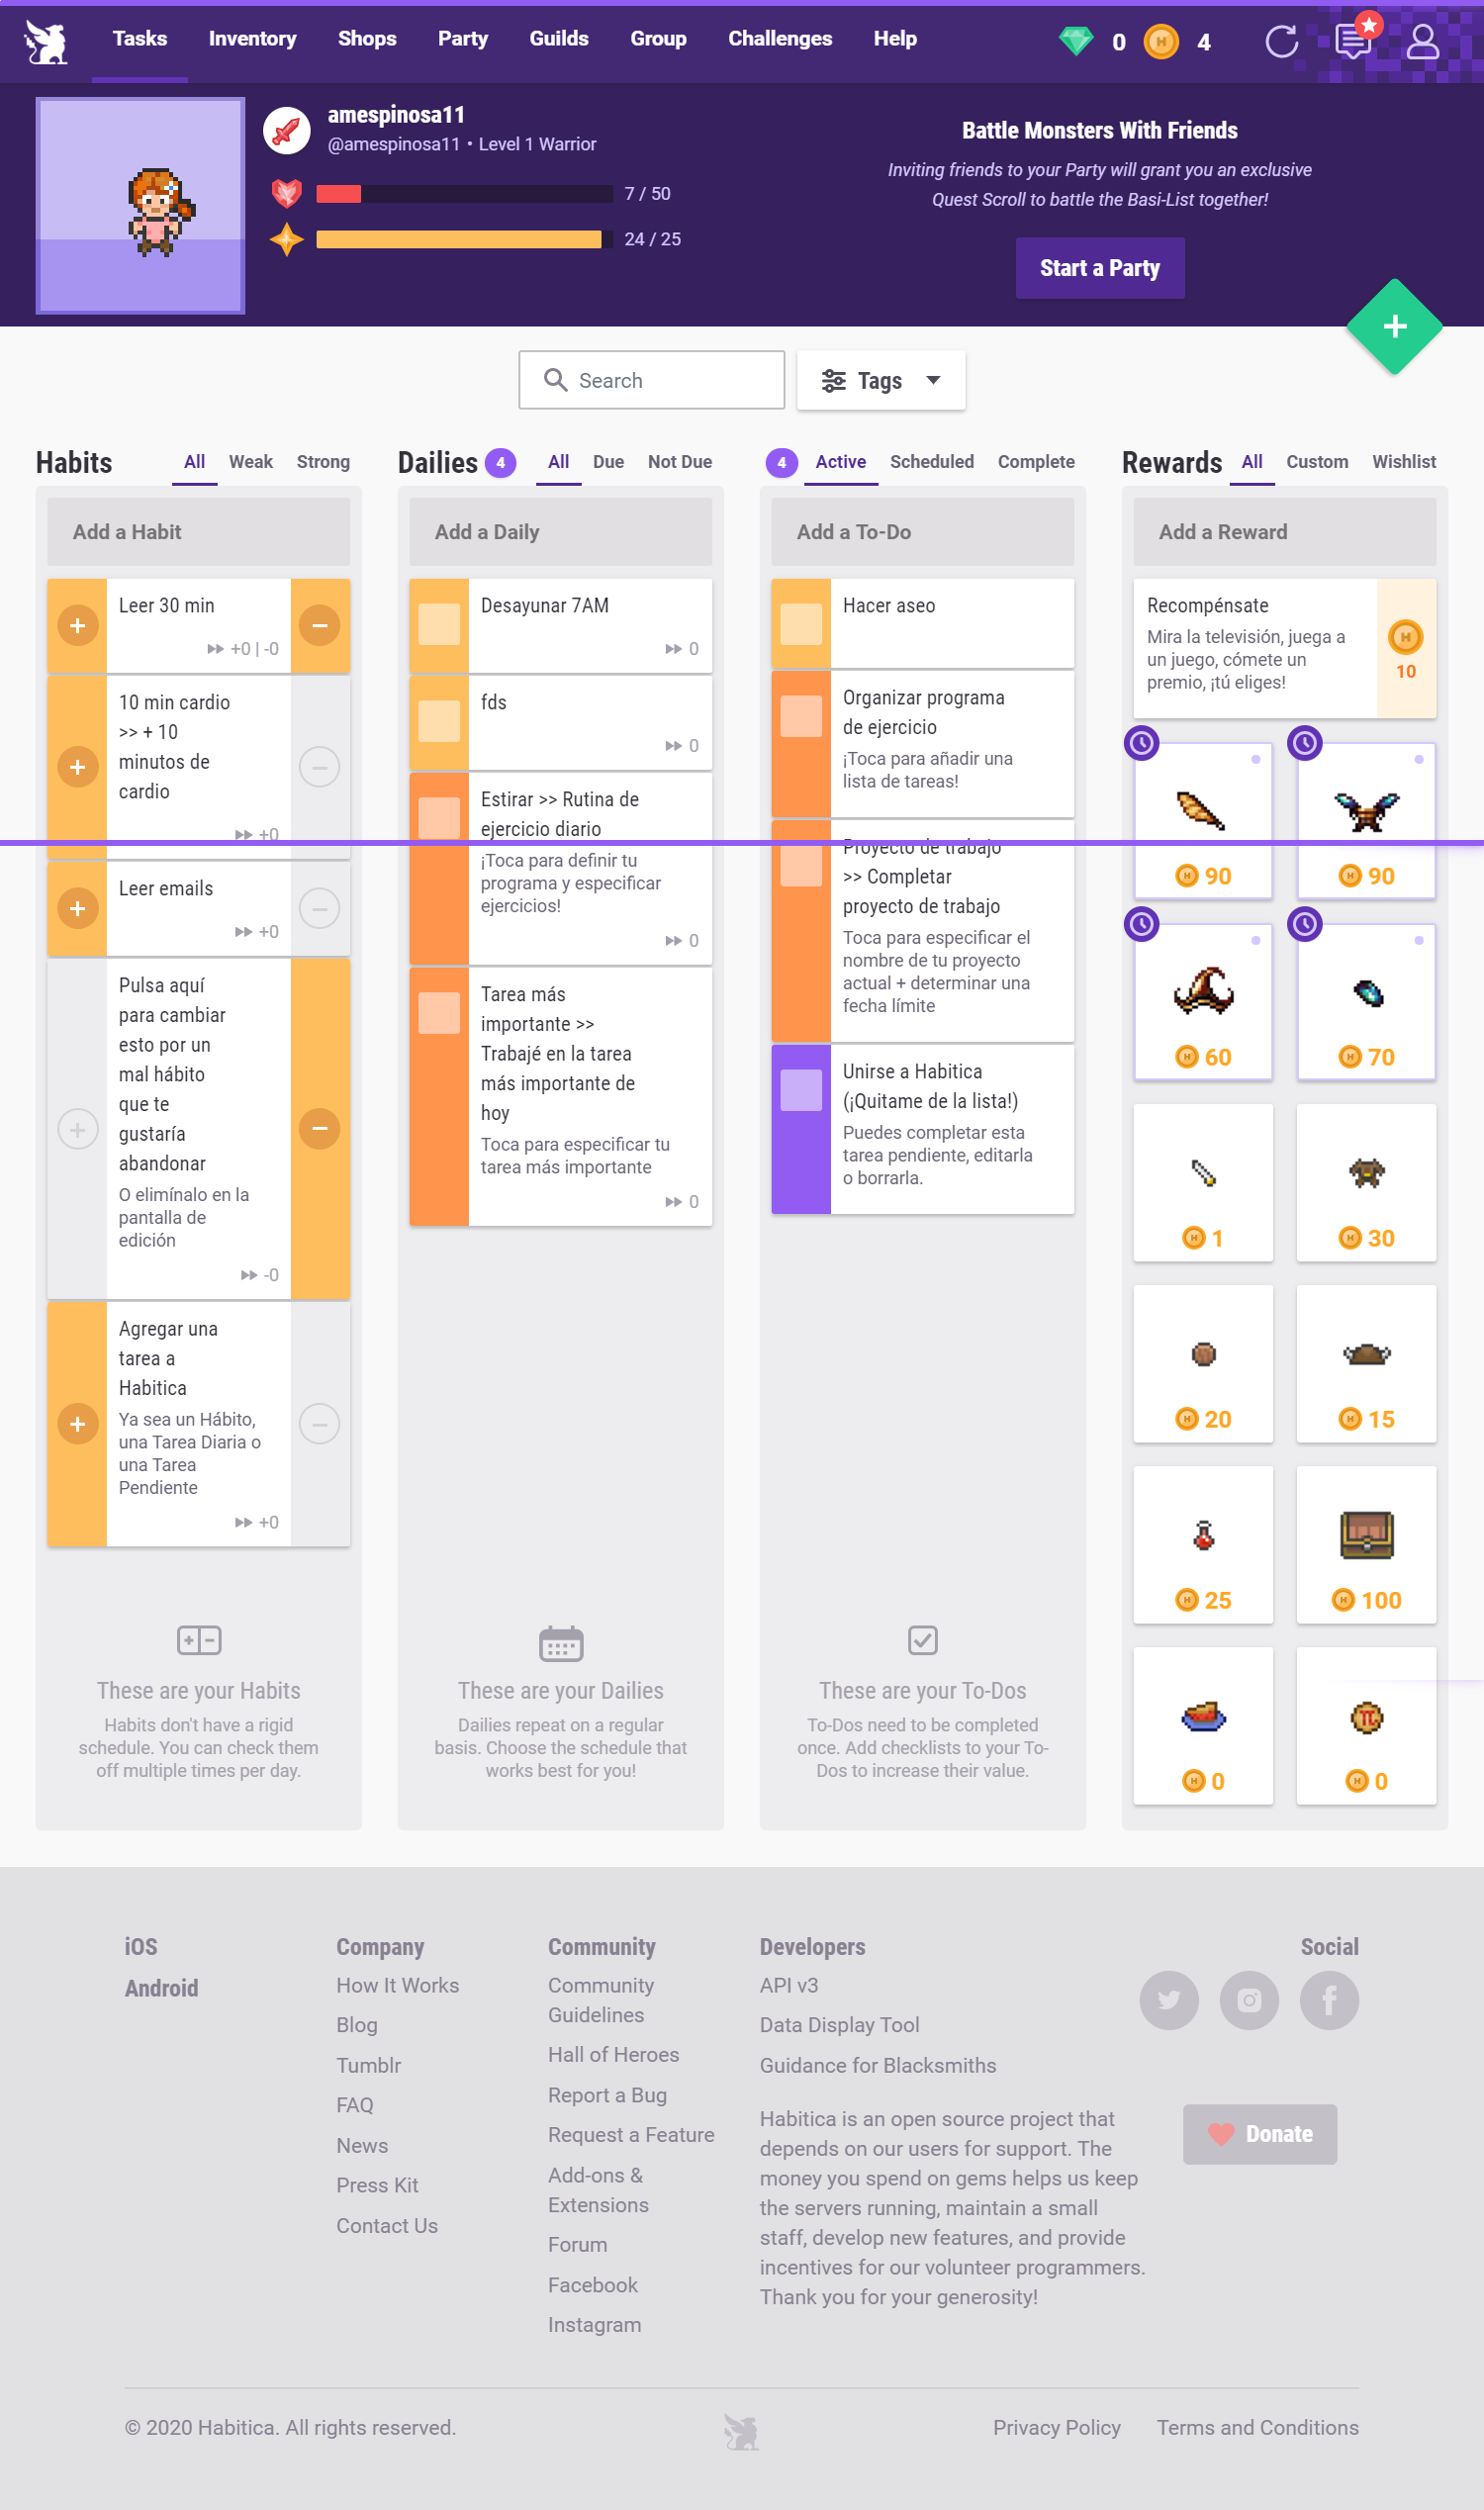 Tasks Inventory Shops Party Guilds Group Challenges Help 0 4
amespinosa11
@amespinosa11 • Level 1 Warrior
7 / 50
24 / 25
Battle Monsters With Friends
Inviting friends to your Party will grant you an exclusive
Quest Scroll to battle the Basi-List together!
Start a Party
Search
Tags
Habits
All Weak Strong
Add a Habit
Leer 30 min
+0 | -0
10 min cardio
>> + 10
minutos de
cardio
+0
Leer emails
+0
Pulsa aquí
para cambiar
esto por un
mal hábito
que te
gustaría
abandonar
O elimínalo en la
pantalla de
edición
-0
Agregar una
tarea a
Habitica
Ya sea un Hábito,
una Tarea Diaria o
una Tarea
Pendiente
+0
These are your Habits
Habits don't have a rigid
schedule. You can check them
off multiple times per day.
Dailies 4
All Due Not Due
Add a Daily
Desayunar 7AM
0
fds
0
Estirar >> Rutina de
ejercicio diario
¡Toca para definir tu
programa y especificar
ejercicios!
0
Tarea más
importante >>
Trabajé en la tarea
más importante de
hoy
Toca para especificar tu
tarea más importante
0
These are your Dailies
Dailies repeat on a regular
basis. Choose the schedule that
works best for you!
4
Active Scheduled Complete
Add a To-Do
Hacer aseo
Organizar programa
de ejercicio
¡Toca para añadir una
lista de tareas!
Proyecto de trabajo
>> Completar
proyecto de trabajo
Toca para especificar el
nombre de tu proyecto
actual + determinar una
fecha límite
Unirse a Habitica
(¡Quitame de la lista!)
Puedes completar esta
tarea pendiente, editarla
o borrarla.
These are your To-Dos
To-Dos need to be completed
once. Add checklists to your To-
Dos to increase their value.
Rewards
All Custom Wishlist
Add a Reward
Recompénsate
Mira la televisión, juega a
un juego, cómete un
premio, ¡tú eliges!
10
90 90
60 70
1 30
20 15
25 100
0 0
iOS
Android
Company
How It Works
Blog
Tumblr
FAQ
News
Press Kit
Contact Us
Community
Community
Guidelines
Hall of Heroes
Report a Bug
Request a Feature
Add-ons &
Extensions
Forum
Facebook
Instagram
Developers
API v3
Data Display Tool
Guidance for Blacksmiths
Habitica is an open source project that
depends on our users for support. The
money you spend on gems helps us keep
the servers running, maintain a small
staff, develop new features, and provide
incentives for our volunteer programmers.
Thank you for your generosity!
Social
Donate
© 2020 Habitica. All rights reserved.
Privacy Policy Terms and Conditions